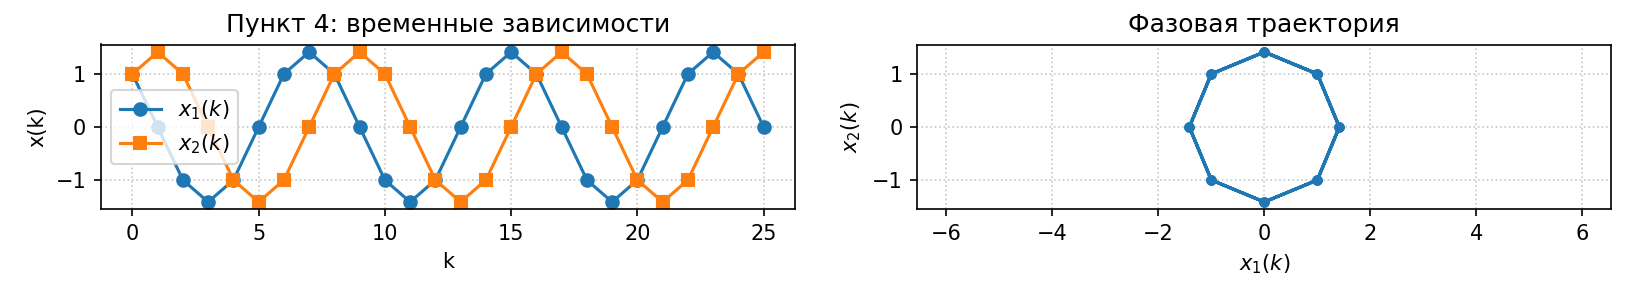 Пункт 4: временные зависимости
x(k)
1
0
−1
x₁(k)
x₂(k)
0 5 10 15 20 25
k
Фазовая траектория
x₂(k)
1
0
−1
−6 −4 −2 0 2 4 6
x₁(k)